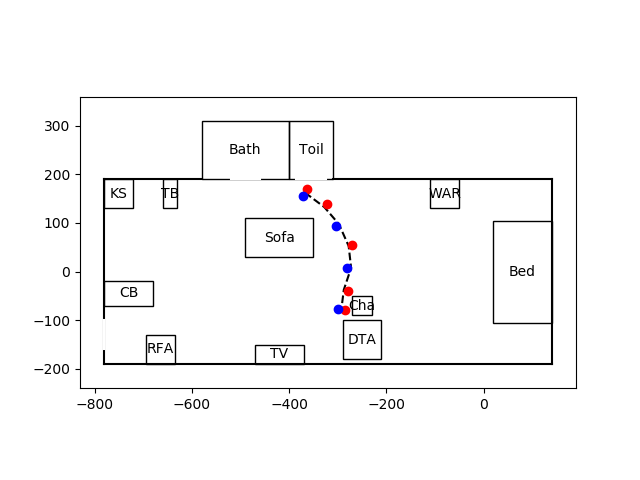 300
200
100
0
−100
−200
−800
−600
−400
−200
0
Bath
Toil
KS
TB
WAR
Sofa
Bed
CB
Cha
RFA
TV
DTA